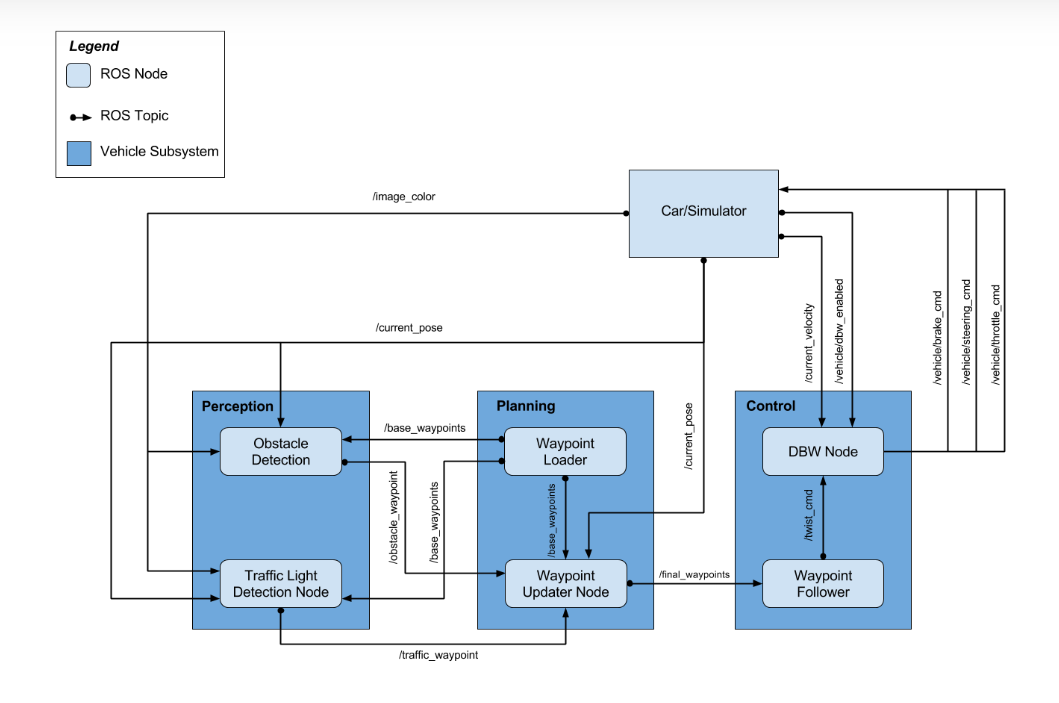 Legend
ROS Node
ROS Topic
Vehicle Subsystem
/image_color
Car/Simulator
/current_pose
/current_velocity
/vehicle/dbw_enabled
/vehicle/brake_cmd
/vehicle/steering_cmd
/vehicle/throttle_cmd
Perception
Obstacle
Detection
Traffic Light
Detection Node
/base_waypoints
/obstacle_waypoint
/base_waypoints
Planning
Waypoint
Loader
/base_waypoints
/current_pose
Waypoint
Updater Node
/final_waypoints
/traffic_waypoint
Control
DBW Node
/twist_cmd
Waypoint
Follower